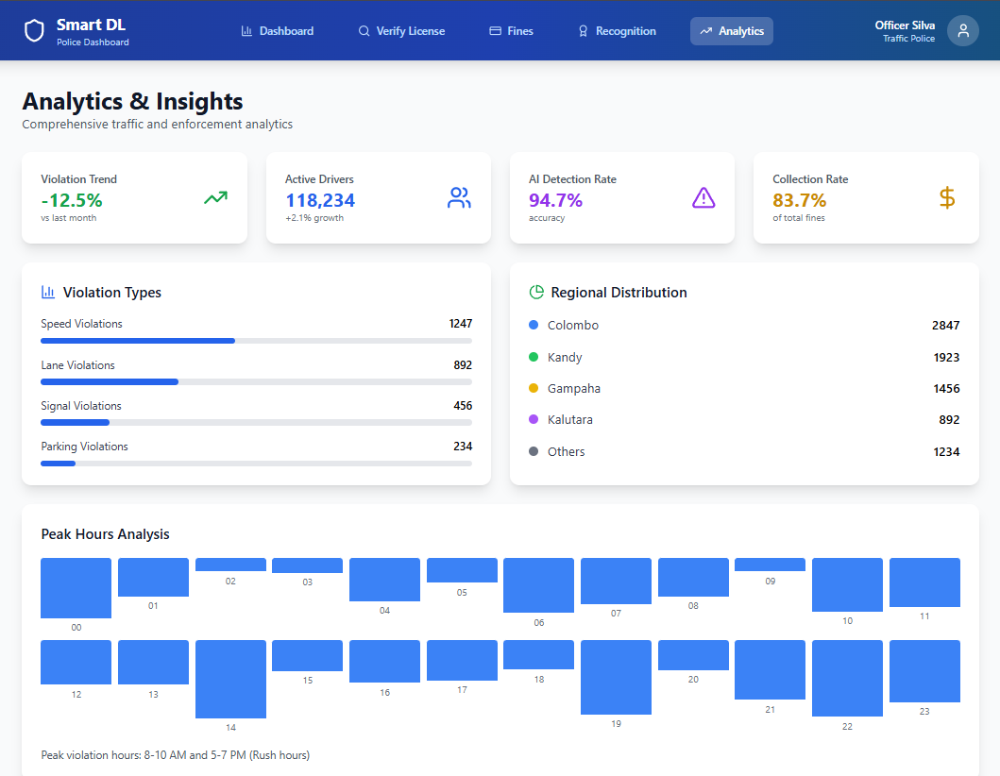 Smart DL
Police Dashboard
Dashboard
Verify License
Fines
Recognition
Analytics
Officer Silva
Traffic Police
Analytics & Insights
Comprehensive traffic and enforcement analytics
Violation Trend
-12.5%
vs last month
Active Drivers
118,234
+2.1% growth
AI Detection Rate
94.7%
accuracy
Collection Rate
83.7%
of total fines
Violation Types
Speed Violations 1247
Lane Violations 892
Signal Violations 456
Parking Violations 234
Regional Distribution
Colombo 2847
Kandy 1923
Gampaha 1456
Kalutara 892
Others 1234
Peak Hours Analysis
00 01 02 03 04 05 06 07 08 09 10 11
12 13 14 15 16 17 18 19 20 21 22 23
Peak violation hours: 8-10 AM and 5-7 PM (Rush hours)